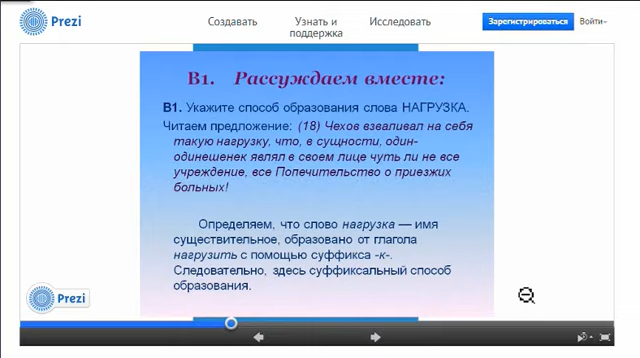 Prezi
Создавать
Узнать и
поддержка
Исследовать
Зарегистрироваться
Войти
В1. Рассуждаем вместе:
В1. Укажите способ образования слова НАГРУЗКА.
Читаем предложение: (18) Чехов взваливал на себя
такую нагрузку, что, в сущности, один-
одинешенек являл в своем лице чуть ли не все
учреждение, все Попечительство о приезжих
больных!
Определяем, что слово нагрузка — имя
существительное, образовано от глагола
нагрузить с помощью суффикса -к-.
Следовательно, здесь суффиксальный способ
образования.
Prezi